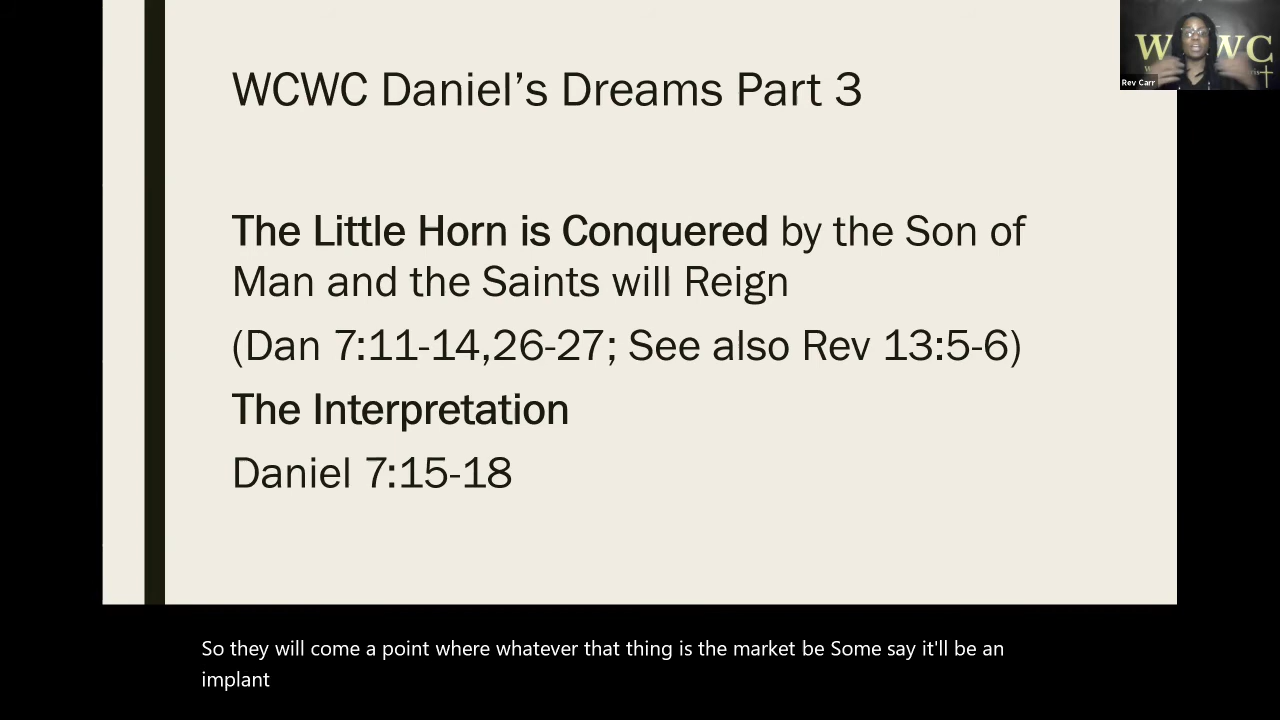 WCWC Daniel’s Dreams Part 3
W WC
Rev Carr
The Little Horn is Conquered by the Son of
Man and the Saints will Reign
(Dan 7:11-14,26-27; See also Rev 13:5-6)
The Interpretation
Daniel 7:15-18
So they will come a point where whatever that thing is the market be Some say it'll be an
implant